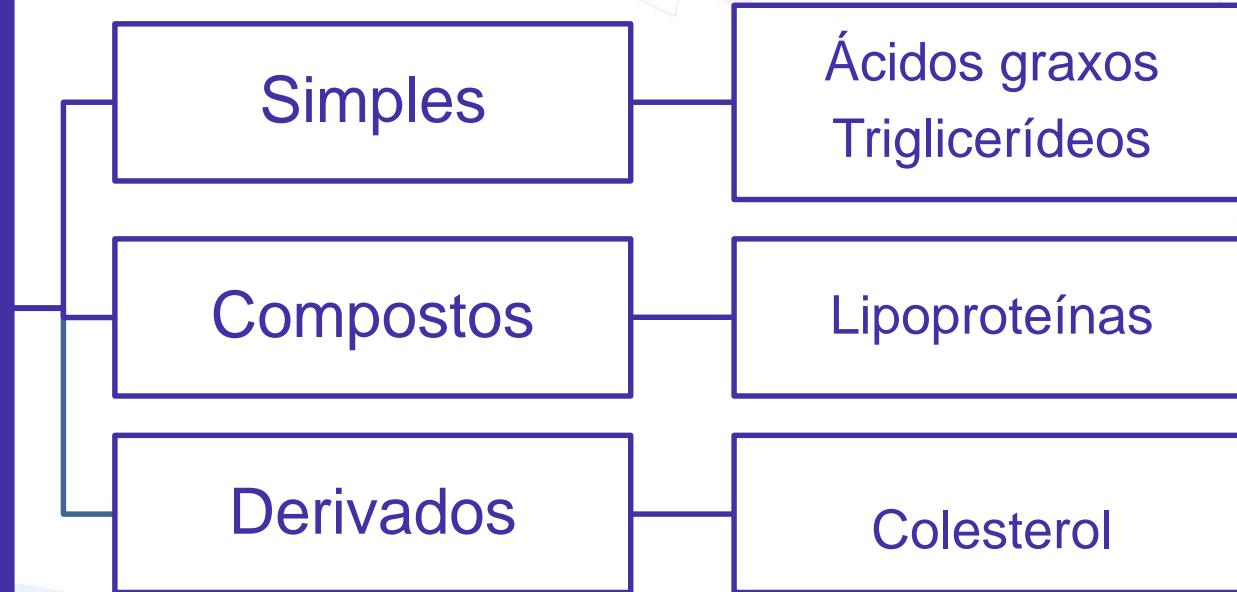 Simples
Ácidos graxos
Triglicerídeos
Compostos
Lipoproteínas
Derivados
Colesterol